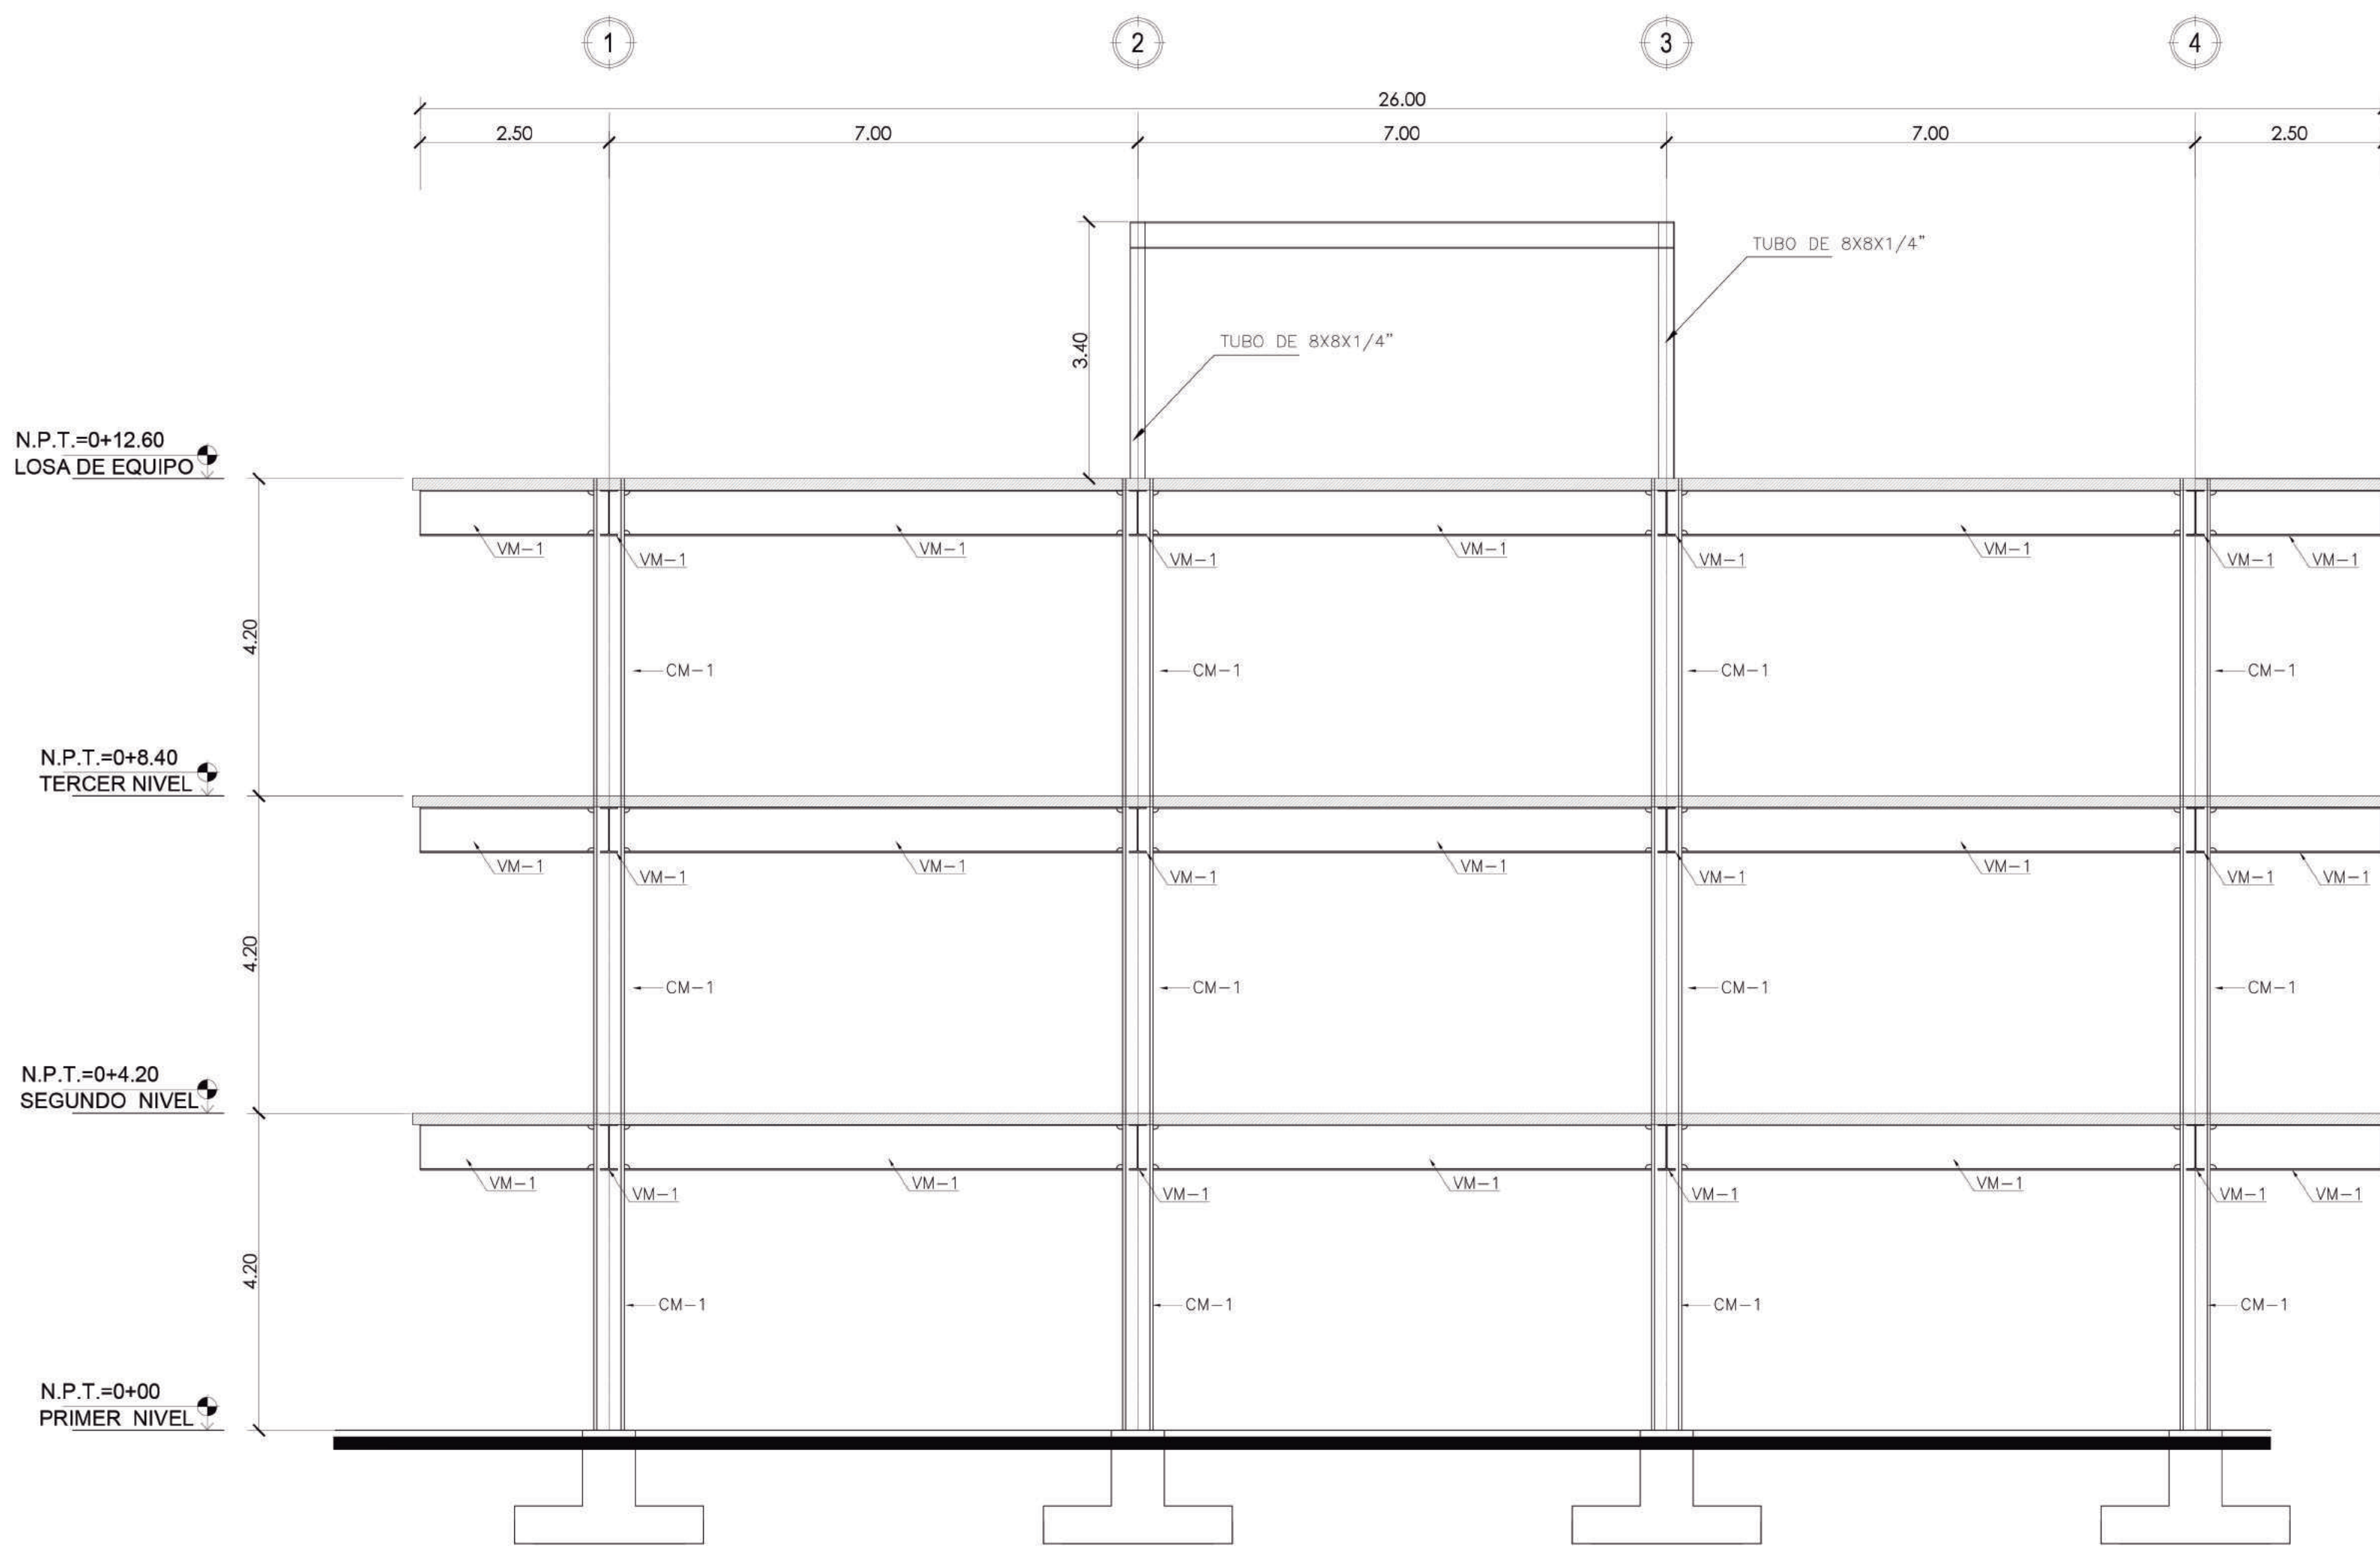 1 2 3 4
26.00
2.50 7.00 7.00 7.00 2.50
TUBO DE 8X8X1/4"
TUBO DE 8X8X1/4"
3.40
N.P.T.=0+12.60
LOSA DE EQUIPO
VM-1 VM-1 VM-1 VM-1 VM-1 VM-1 VM-1 VM-1 VM-1
4.20
CM-1 CM-1 CM-1 CM-1
N.P.T.=0+8.40
TERCER NIVEL
VM-1 VM-1 VM-1 VM-1 VM-1 VM-1 VM-1 VM-1 VM-1
4.20
CM-1 CM-1 CM-1 CM-1
N.P.T.=0+4.20
SEGUNDO NIVEL
VM-1 VM-1 VM-1 VM-1 VM-1 VM-1 VM-1 VM-1 VM-1
4.20
CM-1 CM-1 CM-1 CM-1
N.P.T.=0+00
PRIMER NIVEL